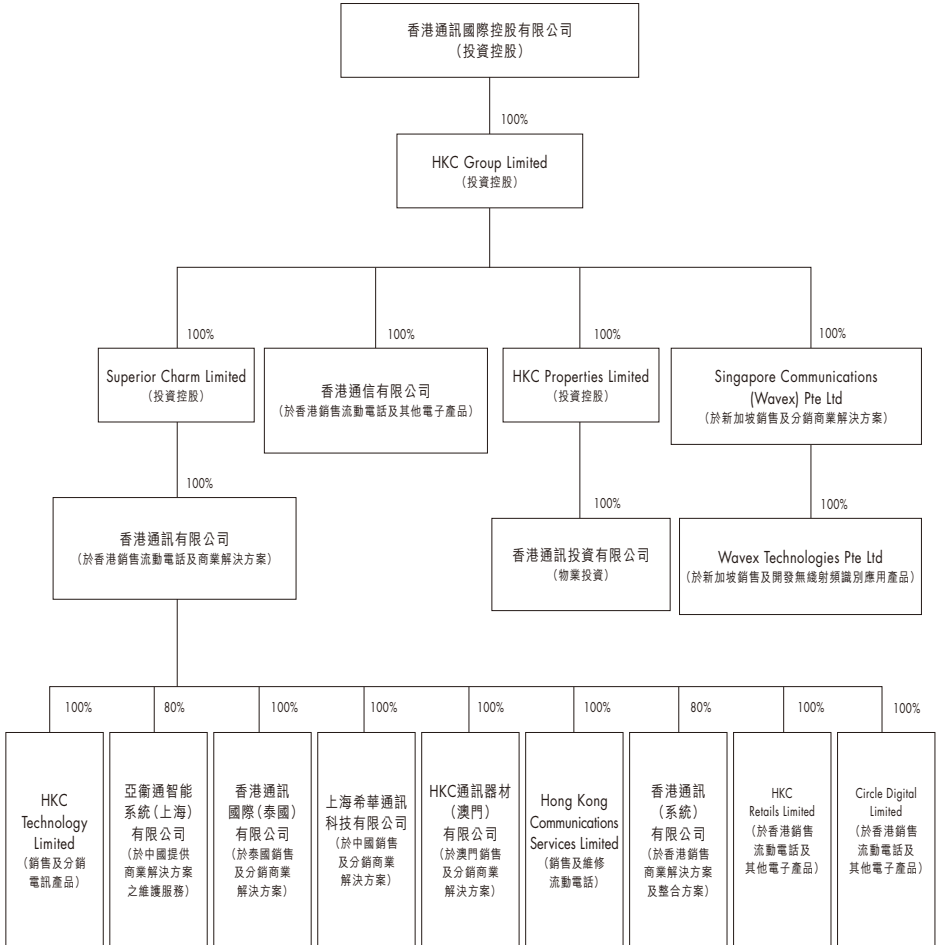 香港通訊國際控股有限公司
（投資控股）
100%
HKC Group Limited
（投資控股）
100%
100%
100%
100%
Superior Charm Limited
（投資控股）
香港通信有限公司
（於香港銷售流動電話及其他電子產品）
HKC Properties Limited
（投資控股）
Singapore Communications
(Wavex) Pte Ltd
（於新加坡銷售及分銷商業解決方案）
100%
100%
100%
香港通訊有限公司
（於香港銷售流動電話及商業解決方案）
香港通訊投資有限公司
（物業投資）
Wavex Technologies Pte Ltd
（於新加坡銷售及開發無綫射頻識別應用產品）
100%
80%
100%
100%
100%
100%
80%
100%
100%
HKC
Technology
Limited
（銷售及分銷
電訊產品）
亞衛通智能
系統（上海）
有限公司
（於中國提供
商業解決方案
之維護服務）
香港通訊
國際（泰國）
有限公司
（於泰國銷售
及分銷商業
解決方案）
上海希華通訊
科技有限公司
（於中國銷售
及分銷商業
解決方案）
HKC通訊器材
（澳門）
有限公司
（於澳門銷售
及分銷商業
解決方案）
Hong Kong
Communications
Services Limited
（銷售及維修
流動電話）
香港通訊
（系統）
有限公司
（於香港銷售
商業解決方案
及整合方案）
HKC
Retails Limited
（於香港銷售
流動電話及
其他電子產品）
Circle Digital
Limited
（於香港銷售
流動電話及
其他電子產品）